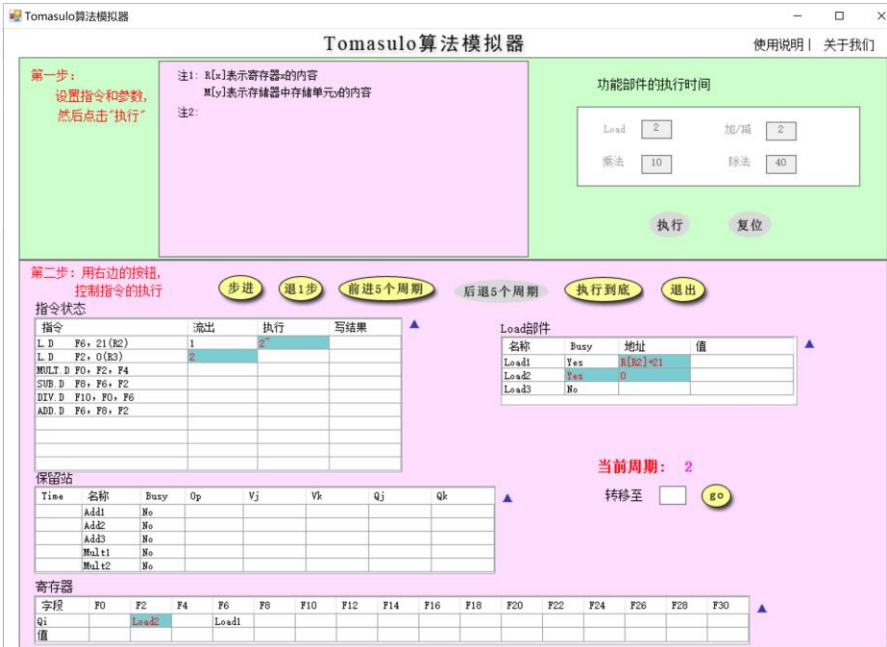 Tomasulo算法模拟器
Tomasulo算法模拟器
使用说明 | 关于我们
第一步:
设置指令和参数,
然后点击"执行"
注1: R[x]表示寄存器x的内容
M[y]表示存储器中存储单元y的内容
注2:
功能部件的执行时间
Load 2 加/减 2
乘法 10 除法 40
执行 复位
第二步: 用右边的按钮,
控制指令的执行
步进 退1步 前进5个周期 后退5个周期 执行到底 退出
指令状态
指令 流出 执行 写结果
L.D F6, 21(R2) 1 2~
L.D F2, 0(R3) 2
MULT.D F0, F2, F4
SUB.D F8, F6, F2
DIV.D F10, F0, F6
ADD.D F6, F8, F2
Load部件
名称 Busy 地址 值
Load1 Yes R[R2]+21
Load2 Yes 0
Load3 No
当前周期: 2
转移至 go
保留站
Time 名称 Busy Op Vj Vk Qj Qk
Add1 No
Add2 No
Add3 No
Mult1 No
Mult2 No
寄存器
字段 F0 F2 F4 F6 F8 F10 F12 F14 F16 F18 F20 F22 F24 F26 F28 F30
Qi Load2 Load1
值